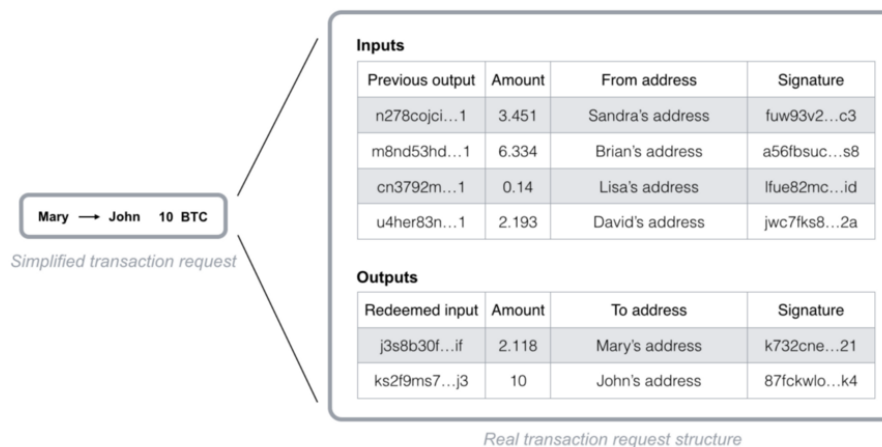 Inputs
Previous output Amount From address Signature
n278cojci...1 3.451 Sandra's address fuw93v2...c3
m8nd53hd...1 6.334 Brian's address a56fbsuc...s8
cn3792m...1 0.14 Lisa's address lfue82mc...id
u4her83n...1 2.193 David's address jwc7fks8...2a
Mary → John 10 BTC
Simplified transaction request
Outputs
Redeemed input Amount To address Signature
j3s8b30f...if 2.118 Mary's address k732cne...21
ks2f9ms7...j3 10 John's address 87fckwlo...k4
Real transaction request structure